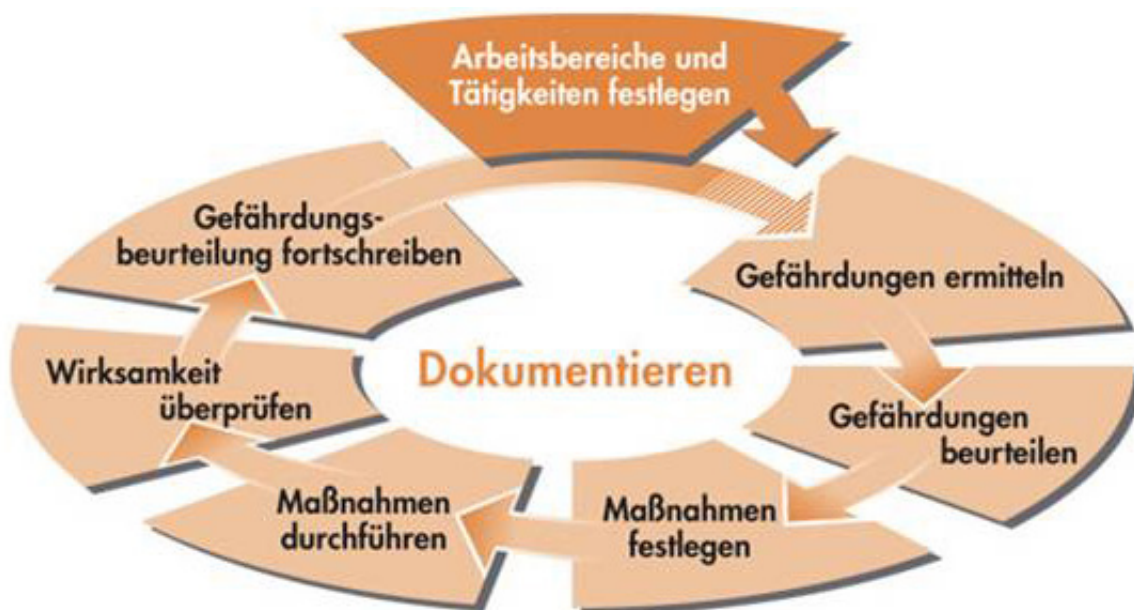 Arbeitsbereiche und
Tätigkeiten festlegen
Gefährdungen ermitteln
Gefährdungen
beurteilen
Maßnahmen
festlegen
Maßnahmen
durchführen
Wirksamkeit
überprüfen
Gefährdungs-
beurteilung fortschreiben
Dokumentieren